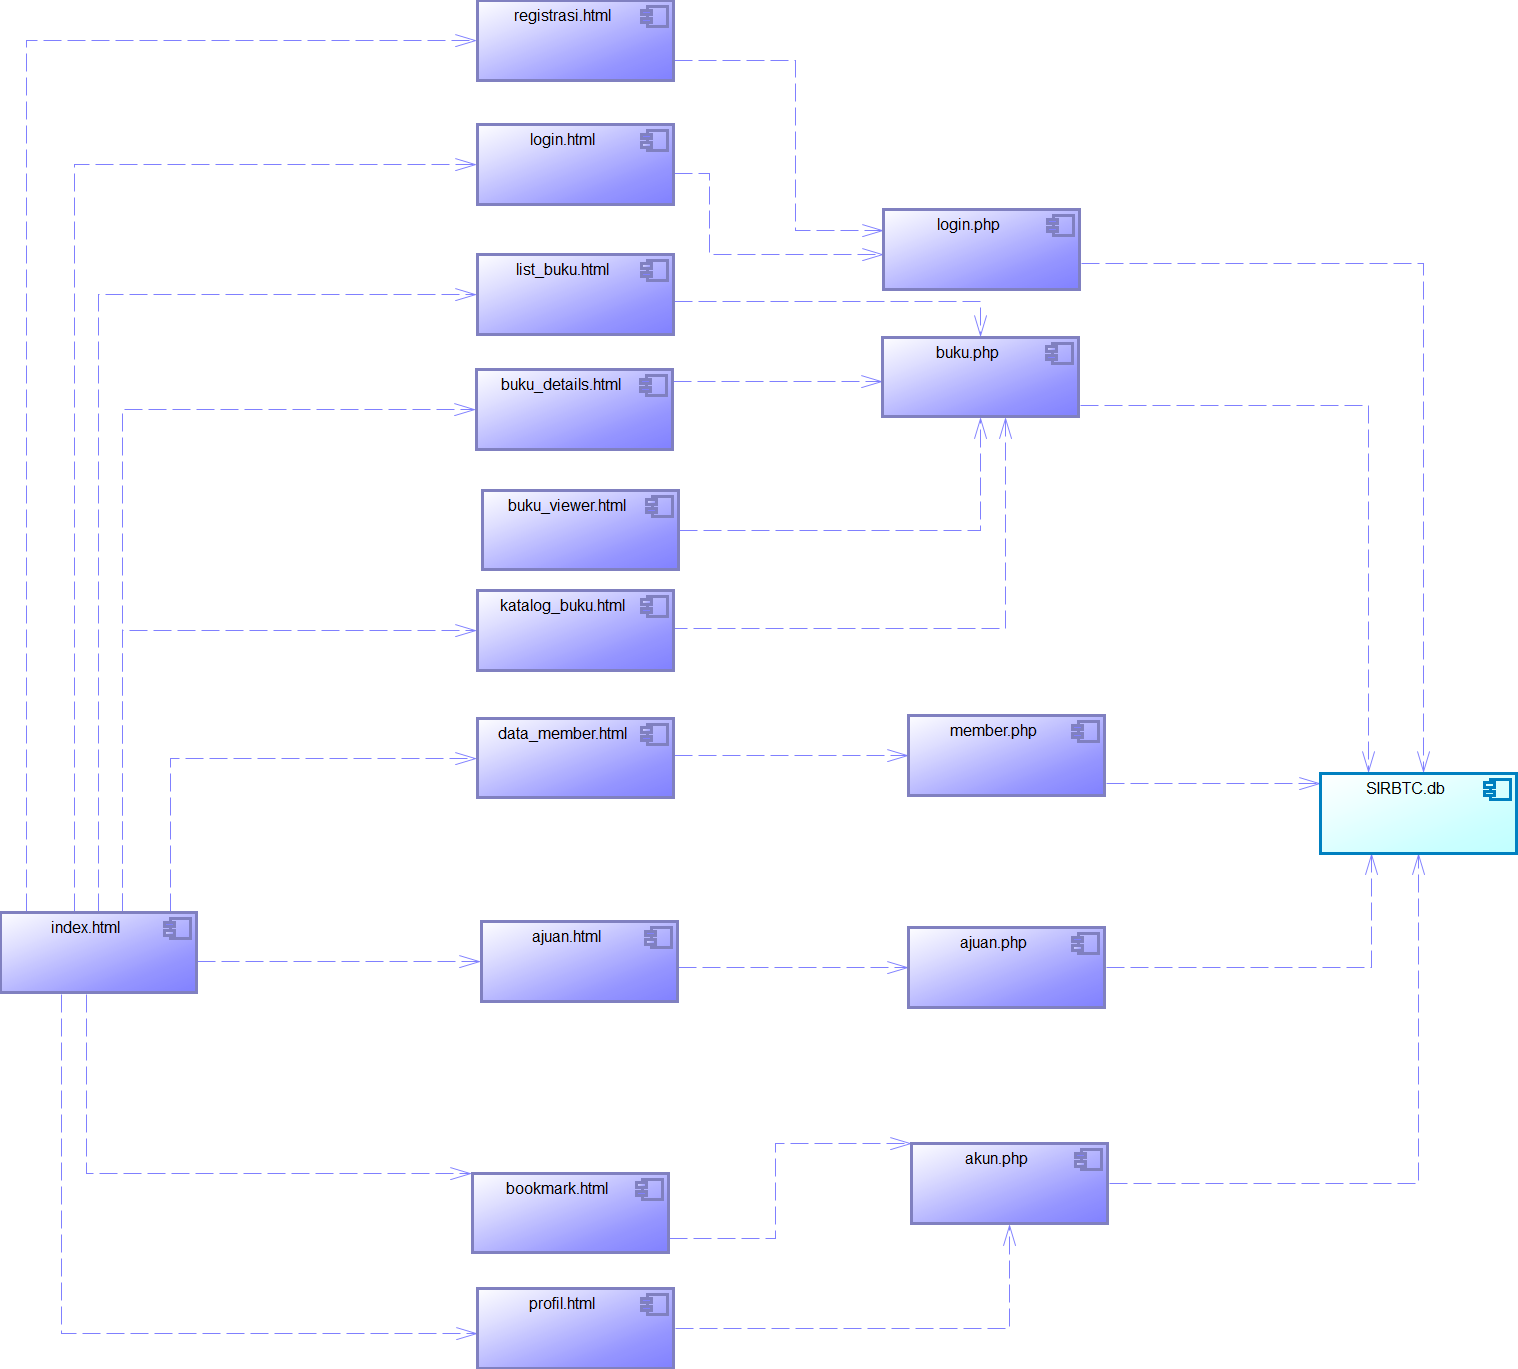 registrasi.html
login.html
login.php
list_buku.html
buku.php
buku_details.html
buku_viewer.html
katalog_buku.html
data_member.html
member.php
SIRBTC.db
index.html
ajuan.html
ajuan.php
bookmark.html
akun.php
profil.html